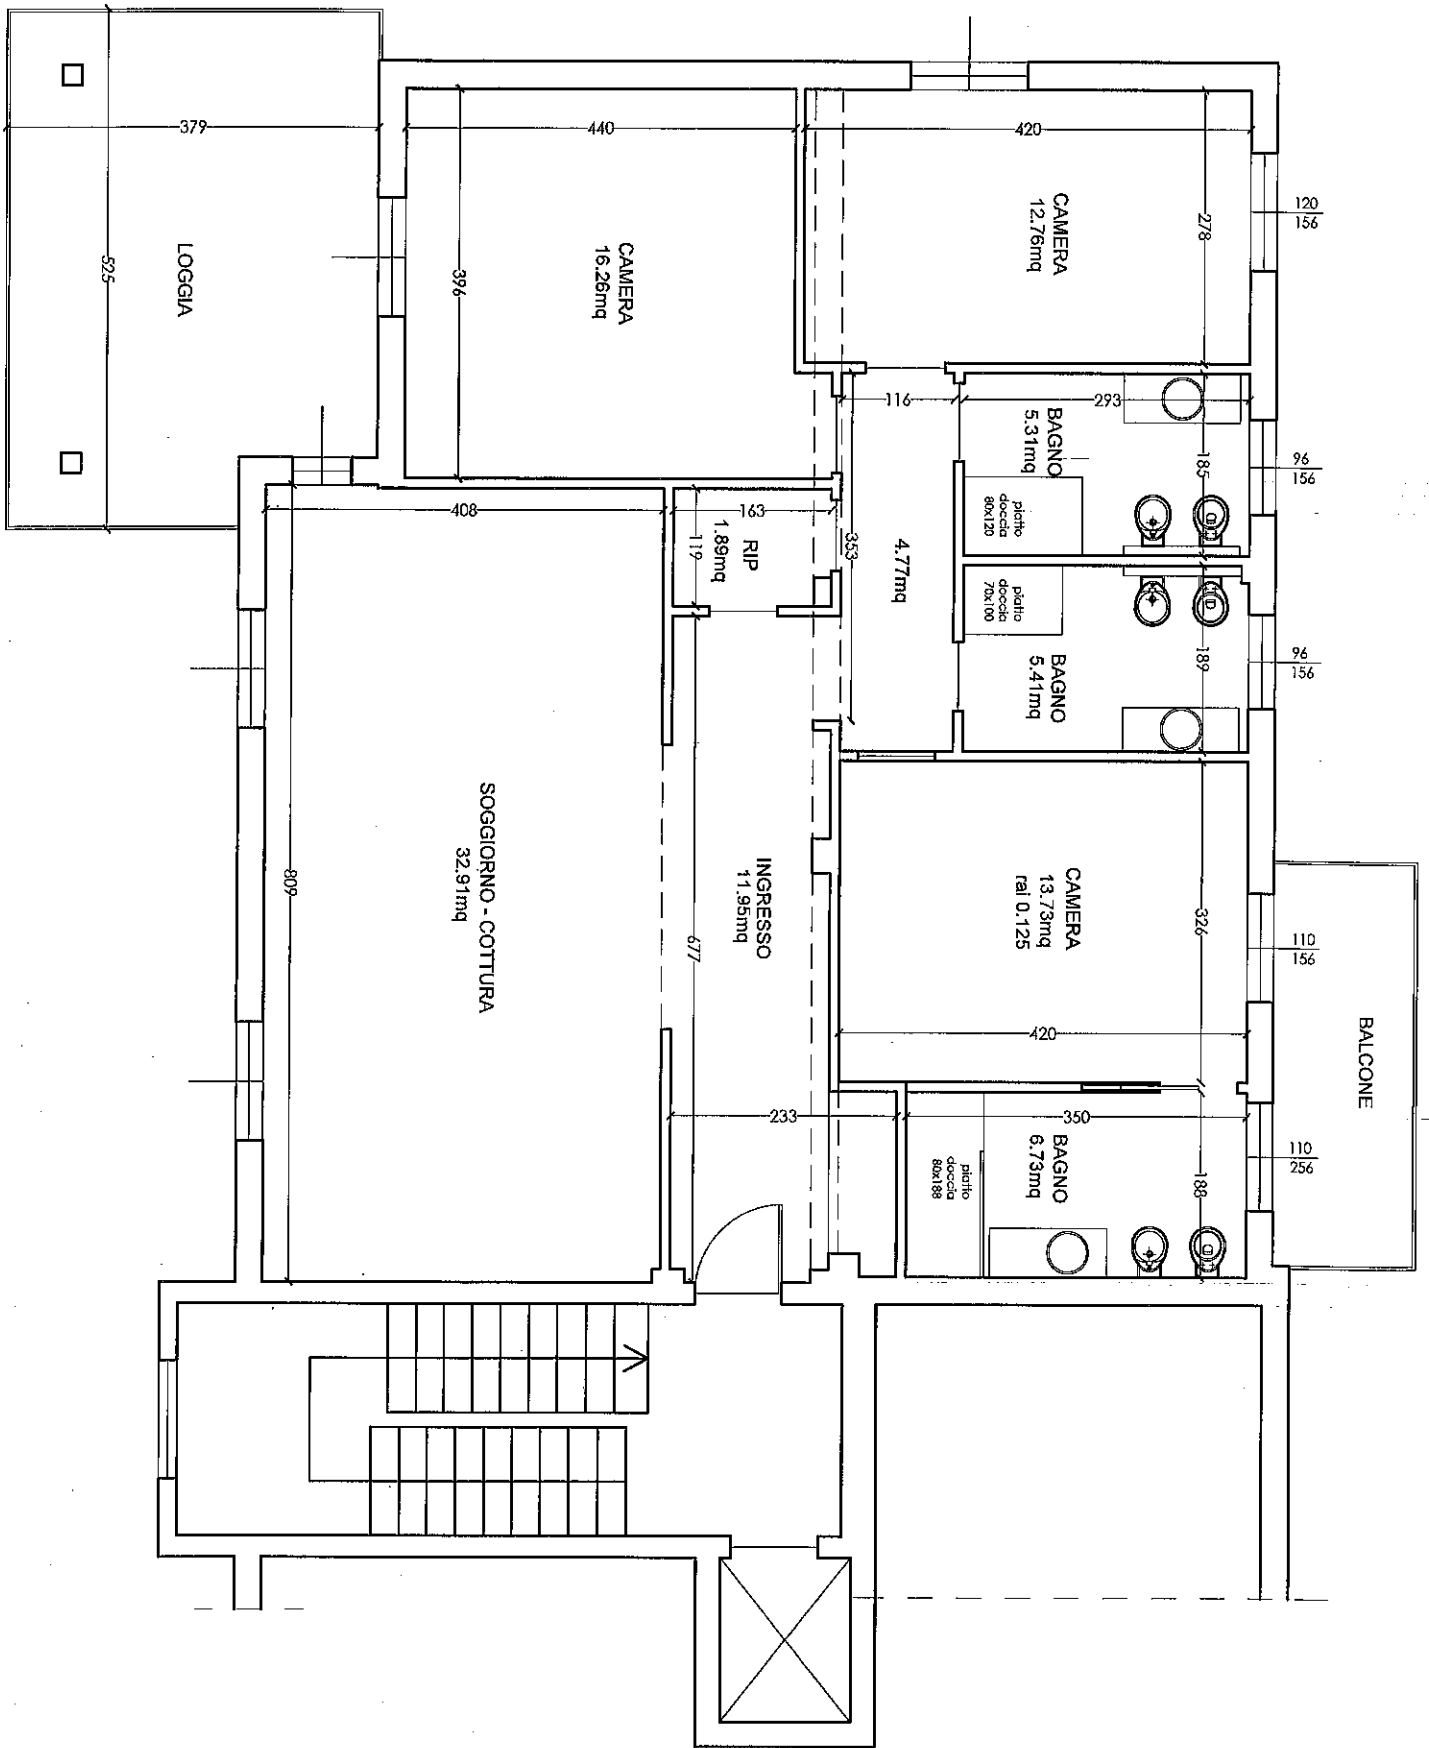 379
525
LOGGIA
440
396
CAMERA
16.26mq
420
278
CAMERA
12.76mq
120
156
116
293
BAGNO
5.31mq
185
piatto
doccia
80x120
96
156
408
163
119
RIP
1.89mq
353
4.77mq
piatto
doccia
70x100
BAGNO
5.41mq
189
96
156
SOGGIORNO - COTTURA
32.91mq
809
INGRESSO
11.95mq
677
CAMERA
13.73mq
rai 0.125
326
420
110
156
BALCONE
233
350
BAGNO
6.73mq
188
piatto
doccia
80x188
110
256